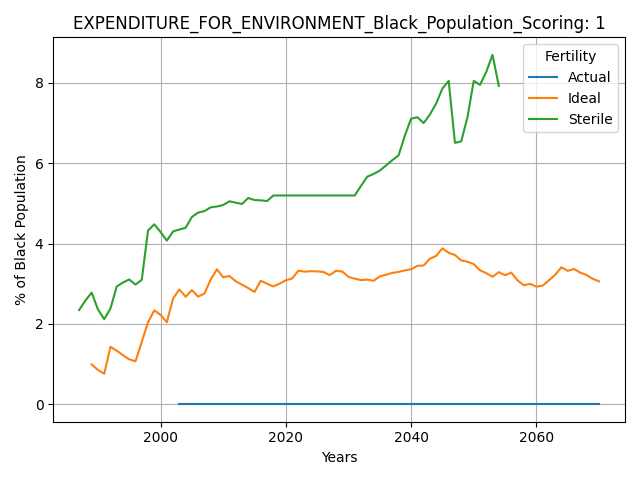 EXPENDITURE_FOR_ENVIRONMENT_Black_Population_Scoring: 1
Fertility
Actual
Ideal
Sterile
% of Black Population
8
6
4
2
0
2000
2020
2040
2060
Years